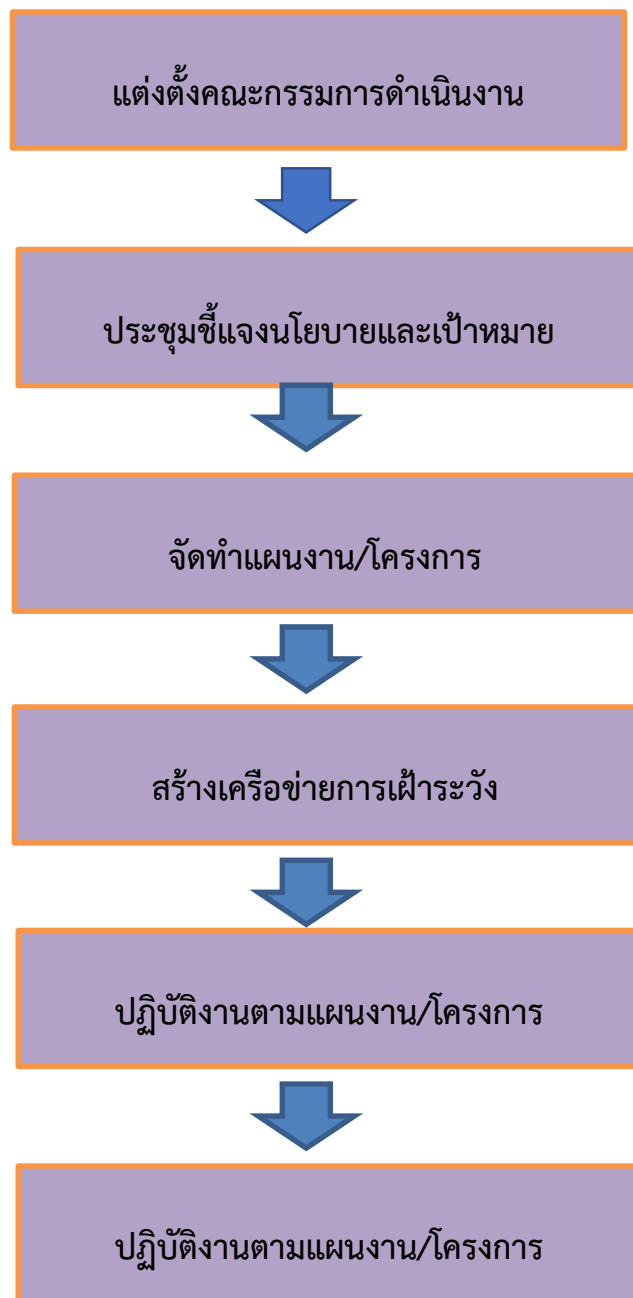 แต่งตั้งคณะกรรมการดำเนินงาน
ประชุมชี้แจงนโยบายและเป้าหมาย
จัดทำแผนงาน/โครงการ
สร้างเครือข่ายการเฝ้าระวัง
ปฏิบัติงานตามแผนงาน/โครงการ
ปฏิบัติงานตามแผนงาน/โครงการ